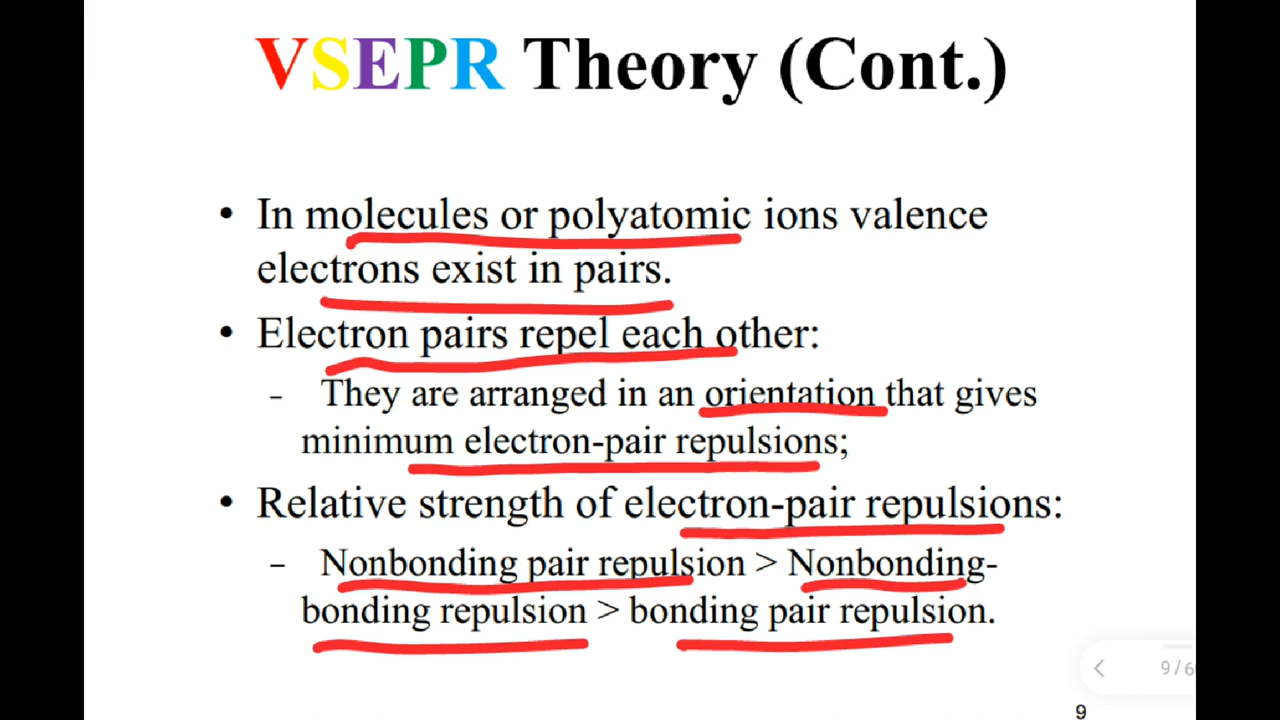 VSEPR Theory (Cont.)
• In molecules or polyatomic ions valence
electrons exist in pairs.
• Electron pairs repel each other:
– They are arranged in an orientation that gives
minimum electron-pair repulsions;
• Relative strength of electron-pair repulsions:
– Nonbonding pair repulsion > Nonbonding-
bonding repulsion > bonding pair repulsion.
9/6
9